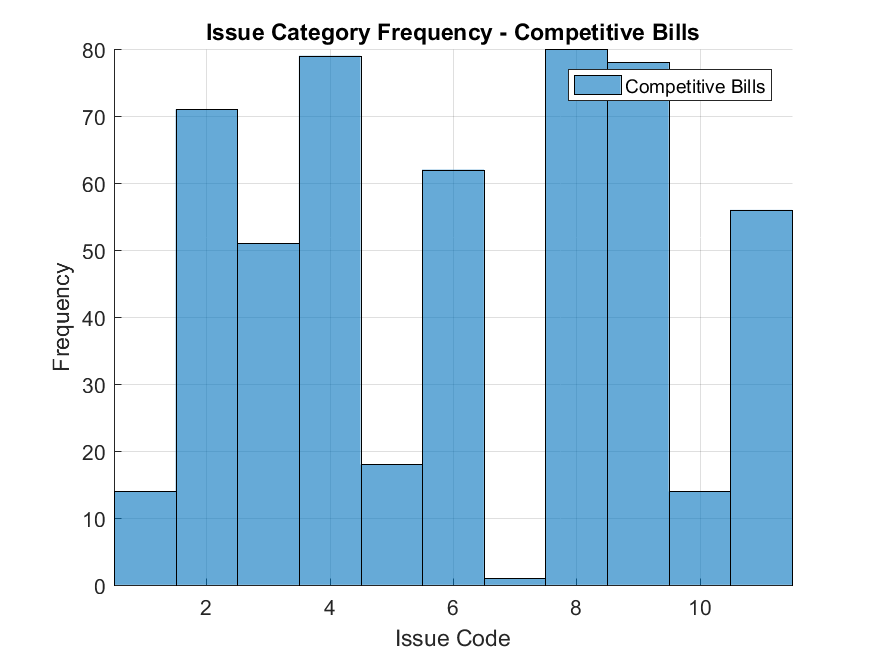 Issue Category Frequency - Competitive Bills
Competitive Bills
80
70
60
50
40
30
20
10
0
Frequency
2 4 6 8 10
Issue Code